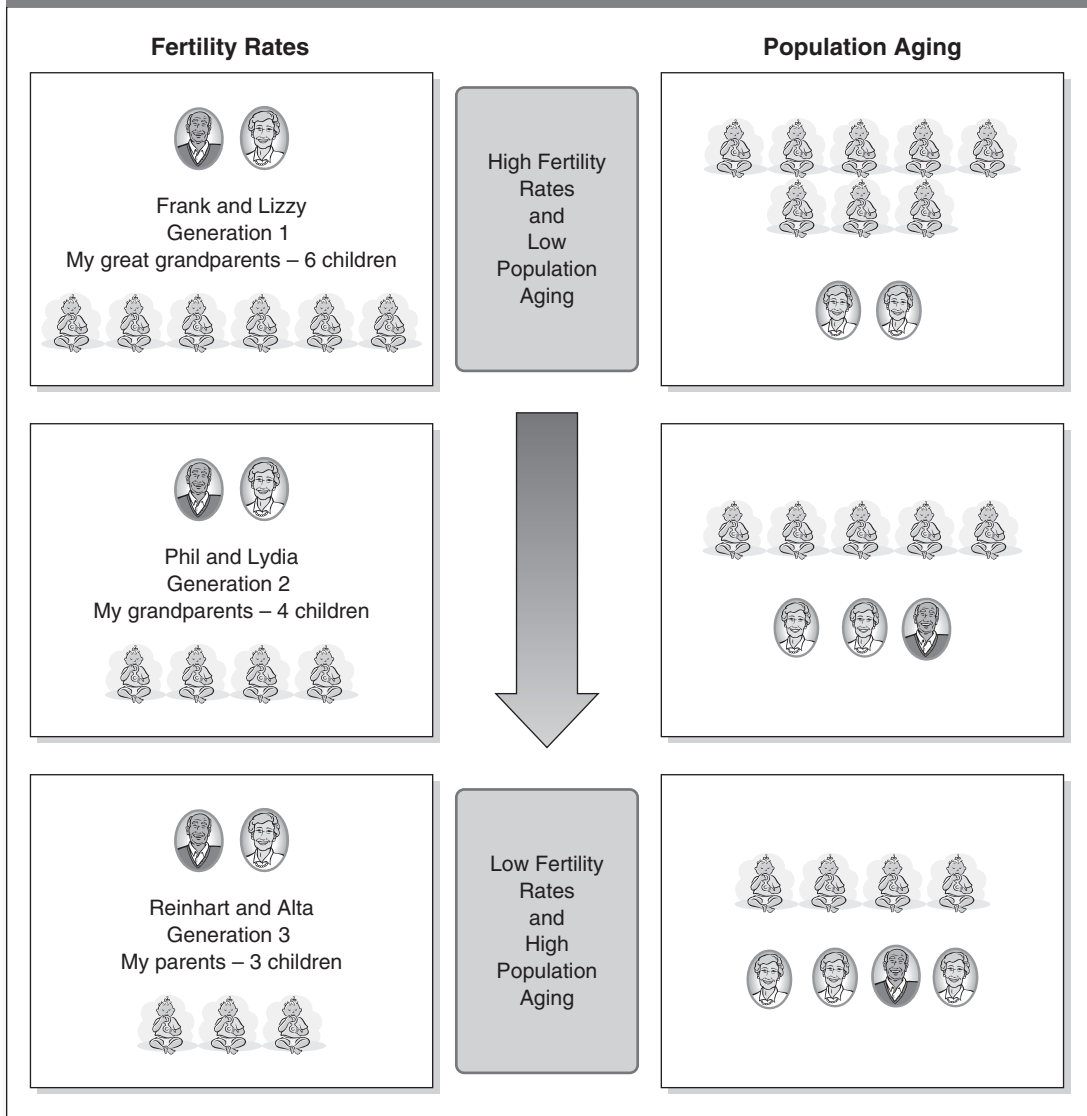 Fertility Rates
Population Aging
Frank and Lizzy
Generation 1
My great grandparents – 6 children
High Fertility
Rates
and
Low
Population
Aging
Phil and Lydia
Generation 2
My grandparents – 4 children
Reinhart and Alta
Generation 3
My parents – 3 children
Low Fertility
Rates
and
High
Population
Aging